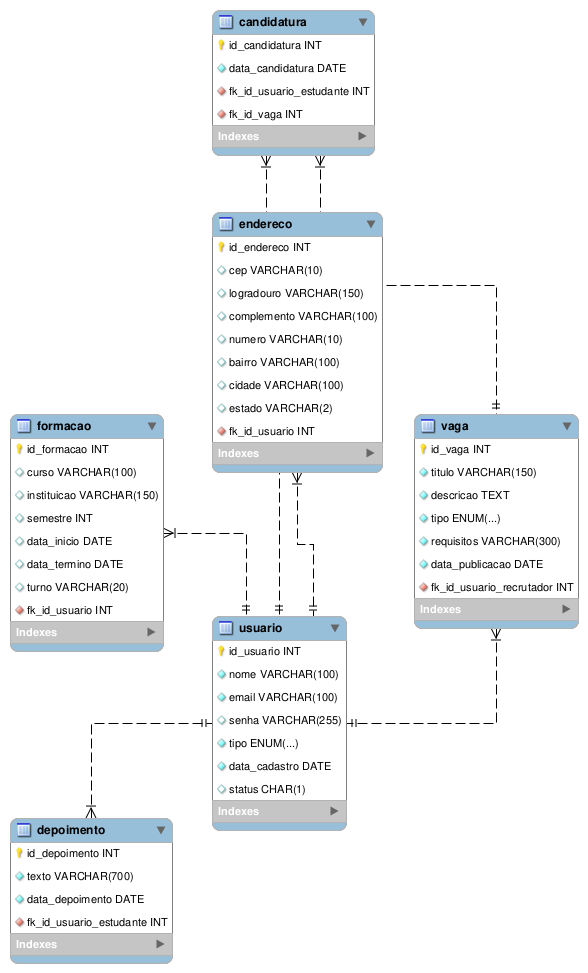 candidatura
id_candidatura INT
data_candidatura DATE
fk_id_usuario_estudante INT
fk_id_vaga INT
Indexes
endereco
id_endereco INT
cep VARCHAR(10)
logradouro VARCHAR(150)
complemento VARCHAR(100)
numero VARCHAR(10)
bairro VARCHAR(100)
cidade VARCHAR(100)
estado VARCHAR(2)
fk_id_usuario INT
Indexes
formacao
id_formacao INT
curso VARCHAR(100)
instituicao VARCHAR(150)
semestre INT
data_inicio DATE
data_termino DATE
turno VARCHAR(20)
fk_id_usuario INT
Indexes
vaga
id_vaga INT
titulo VARCHAR(150)
descricao TEXT
tipo ENUM(...)
requisitos VARCHAR(300)
data_publicacao DATE
fk_id_usuario_recrutador INT
Indexes
usuario
id_usuario INT
nome VARCHAR(100)
email VARCHAR(100)
senha VARCHAR(255)
tipo ENUM(...)
data_cadastro DATE
status CHAR(1)
Indexes
depoimento
id_depoimento INT
texto VARCHAR(700)
data_depoimento DATE
fk_id_usuario_estudante INT
Indexes